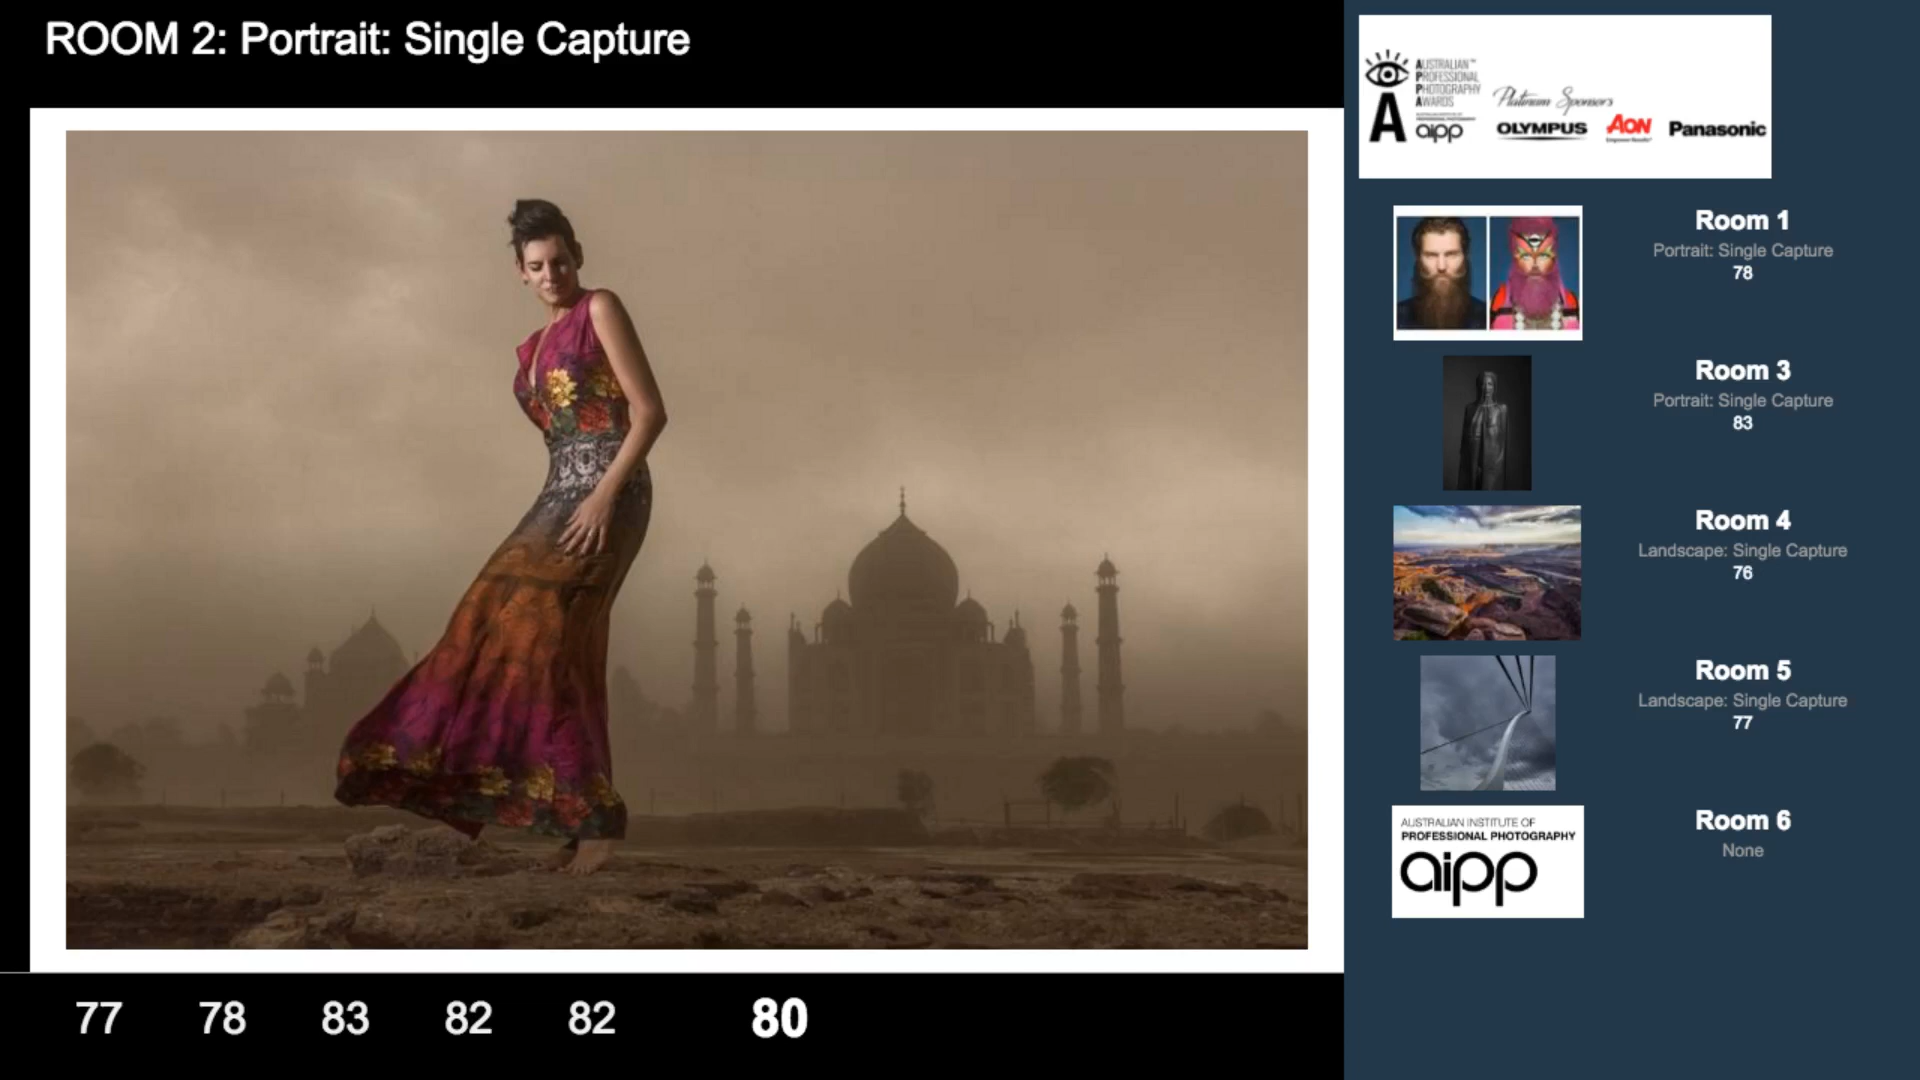 ROOM 2: Portrait: Single Capture
AUSTRALIAN™
PROFESSIONAL
PHOTOGRAPHY
AWARDS
A
aipp
Platinum Sponsors
OLYMPUS
AON
Panasonic
Room 1
Portrait: Single Capture
78
Room 3
Portrait: Single Capture
83
Room 4
Landscape: Single Capture
76
Room 5
Landscape: Single Capture
77
AUSTRALIAN INSTITUTE OF
PROFESSIONAL PHOTOGRAPHY
aipp
Room 6
None
77 78 83 82 82 80